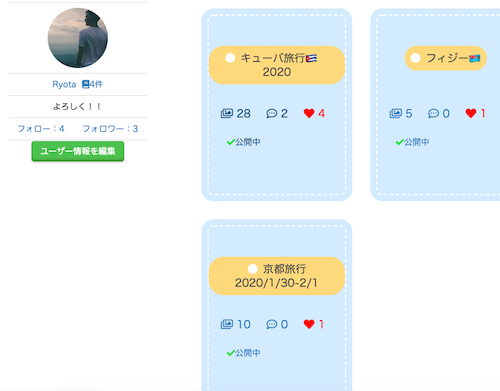 Ryota 4件
よろしく！！
フォロー：4 フォロワー：3
ユーザー情報を編集
キューバ旅行🇨🇺
2020
28 2 4
公開中
フィジー🇫🇯
5 0 1
公開中
京都旅行
2020/1/30-2/1
10 0 1
公開中